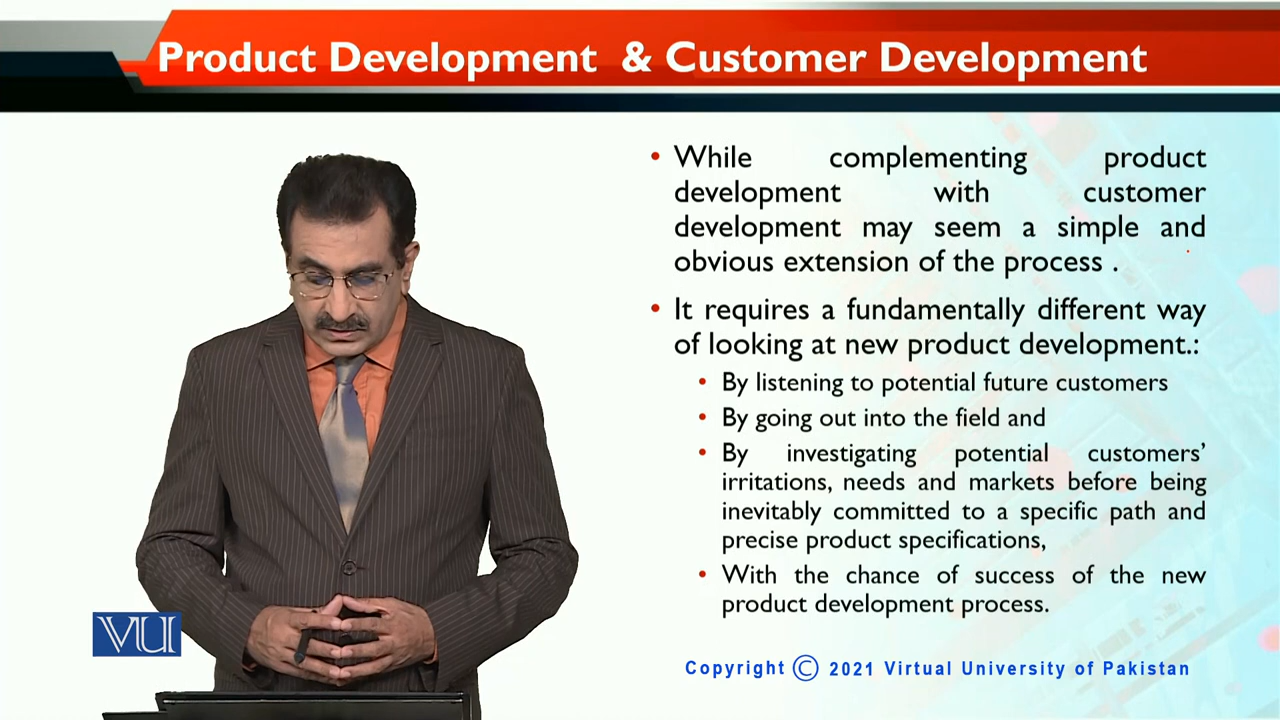 Product Development & Customer Development
• While complementing product
development with customer
development may seem a simple and
obvious extension of the process .
• It requires a fundamentally different way
of looking at new product development.:
• By listening to potential future customers
• By going out into the field and
• By investigating potential customers’
irritations, needs and markets before being
inevitably committed to a specific path and
precise product specifications,
• With the chance of success of the new
product development process.
VU
Copyright © 2021 Virtual University of Pakistan